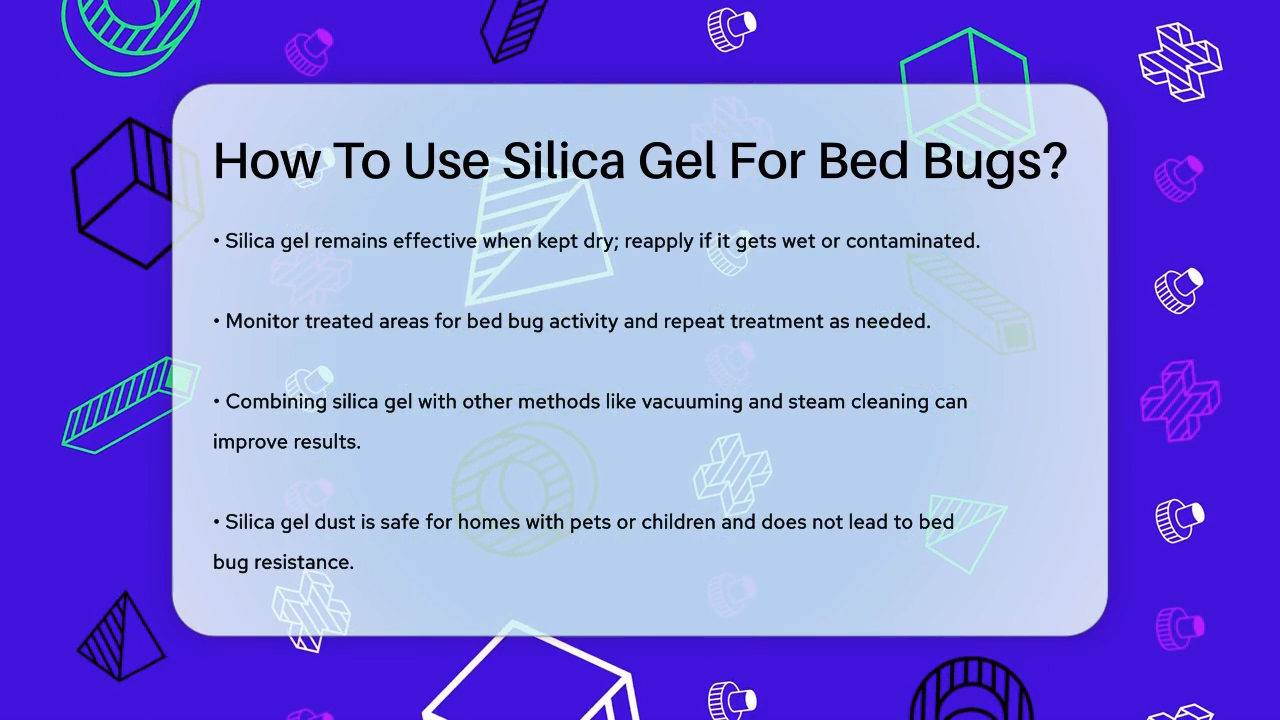 How To Use Silica Gel For Bed Bugs?
• Silica gel remains effective when kept dry; reapply if it gets wet or contaminated.
• Monitor treated areas for bed bug activity and repeat treatment as needed.
• Combining silica gel with other methods like vacuuming and steam cleaning can
improve results.
• Silica gel dust is safe for homes with pets or children and does not lead to bed
bug resistance.